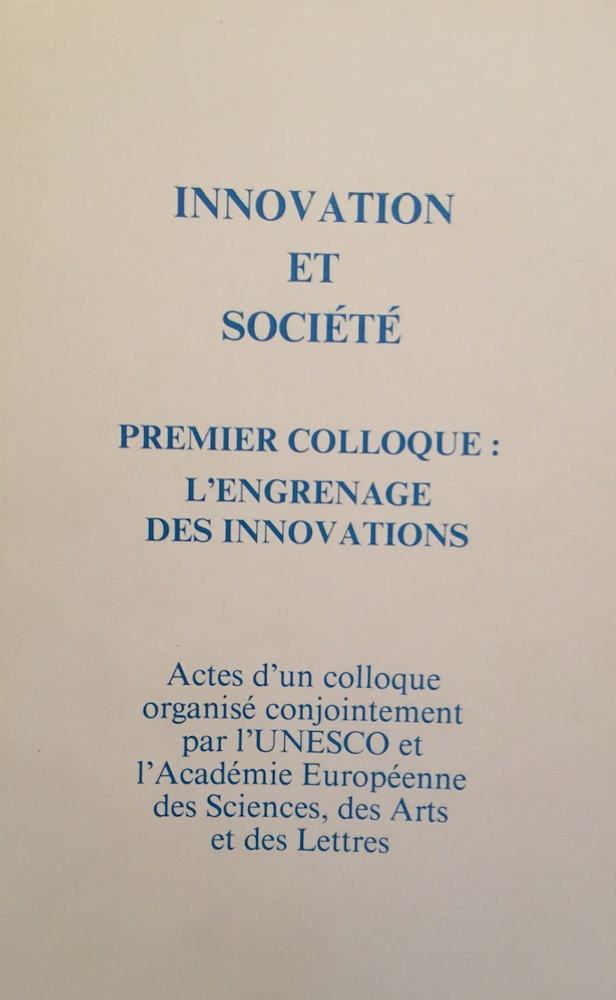 INNOVATION
ET
SOCIÉTÉ
PREMIER COLLOQUE :
L'ENGRENAGE
DES INNOVATIONS
Actes d'un colloque
organisé conjointement
par l'UNESCO et
l'Académie Européenne
des Sciences, des Arts
et des Lettres